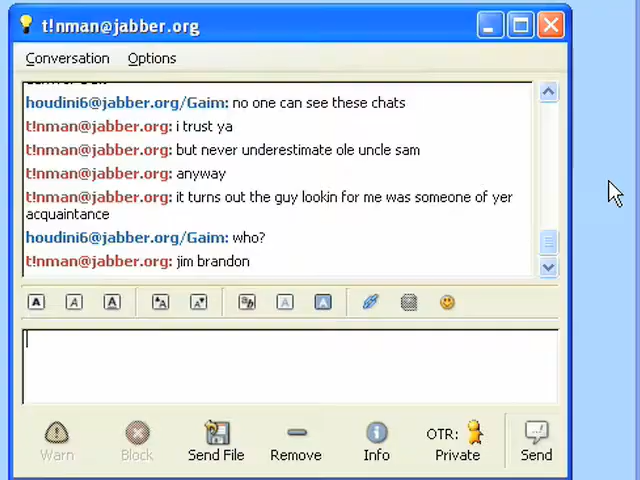 t!nman@jabber.org
Conversation Options
houdini6@jabber.org/Gaim: no one can see these chats
t!nman@jabber.org: i trust ya
t!nman@jabber.org: but never underestimate ole uncle sam
t!nman@jabber.org: anyway
t!nman@jabber.org: it turns out the guy lookin for me was someone of yer
acquaintance
houdini6@jabber.org/Gaim: who?
t!nman@jabber.org: jim brandon
OTR:
Warn Block Send File Remove Info Private Send